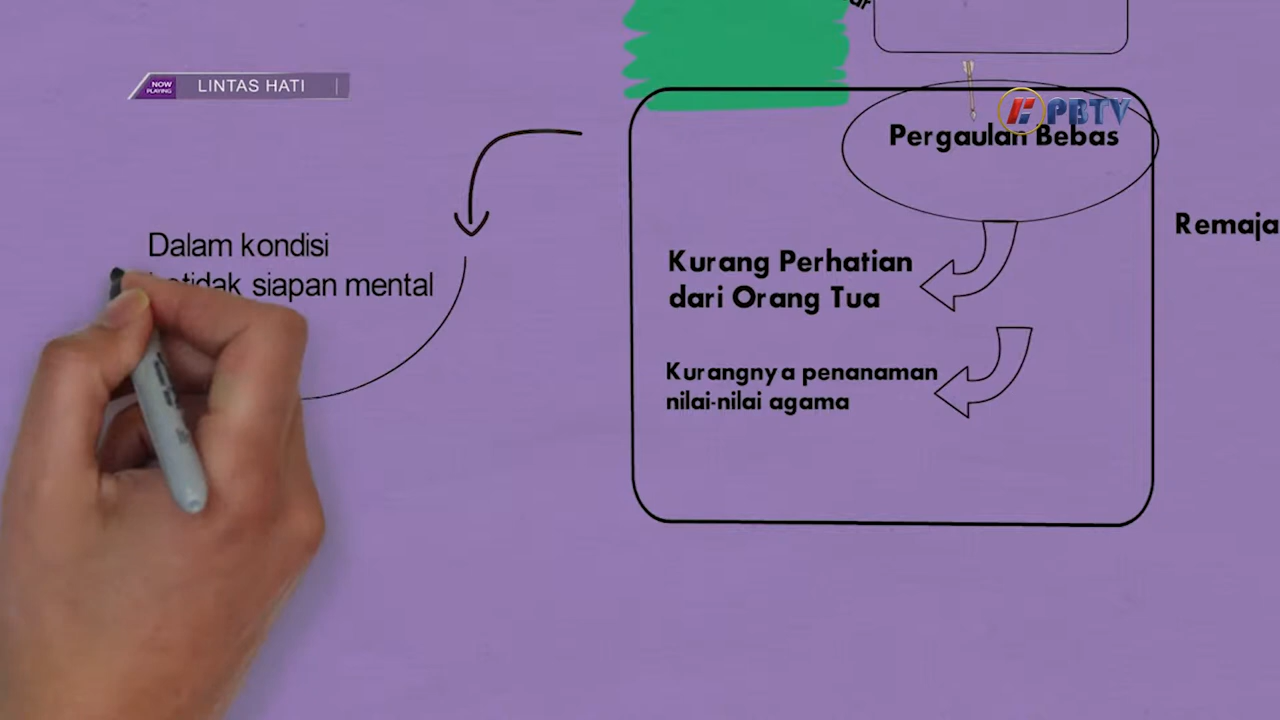 NOW
PLAYING
LINTAS HATI
PBTV
Pergaulan Bebas
Remaja
Dalam kondisi
siapan mental
Kurang Perhatian
dari Orang Tua
Kurangnya penanaman
nilai-nilai agama